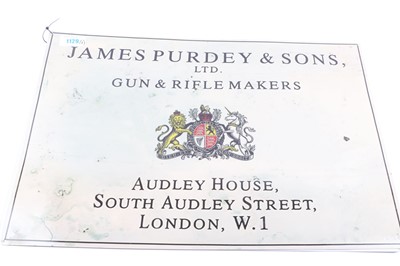 JAMES PURDEY & SONS,
LTD.
GUN & RIFLE MAKERS
AUDLEY HOUSE,
SOUTH AUDLEY STREET,
LONDON, W.1